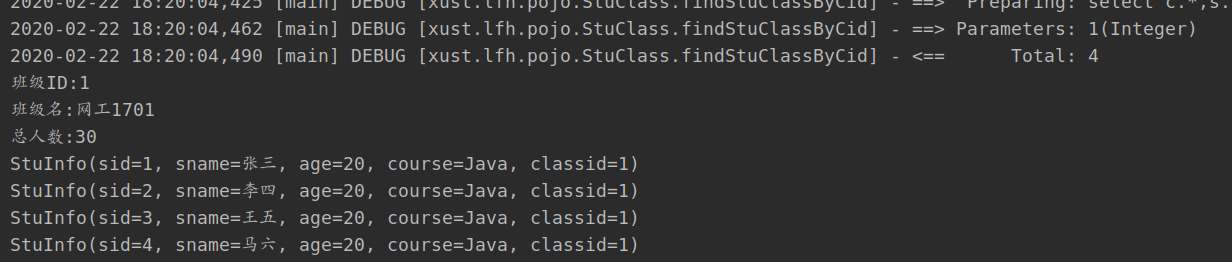 2020-02-22 18:20:04,425 [main] DEBUG [xust.lfh.pojo.StuClass.findStuClassByCid] - ==>  Preparing: select c.*,s.
2020-02-22 18:20:04,462 [main] DEBUG [xust.lfh.pojo.StuClass.findStuClassByCid] - ==> Parameters: 1(Integer)
2020-02-22 18:20:04,490 [main] DEBUG [xust.lfh.pojo.StuClass.findStuClassByCid] - <==      Total: 4
班级ID:1
班级名:网工1701
总人数:30
StuInfo(sid=1, sname=张三, age=20, course=Java, classid=1)
StuInfo(sid=2, sname=李四, age=20, course=Java, classid=1)
StuInfo(sid=3, sname=王五, age=20, course=Java, classid=1)
StuInfo(sid=4, sname=马六, age=20, course=Java, classid=1)